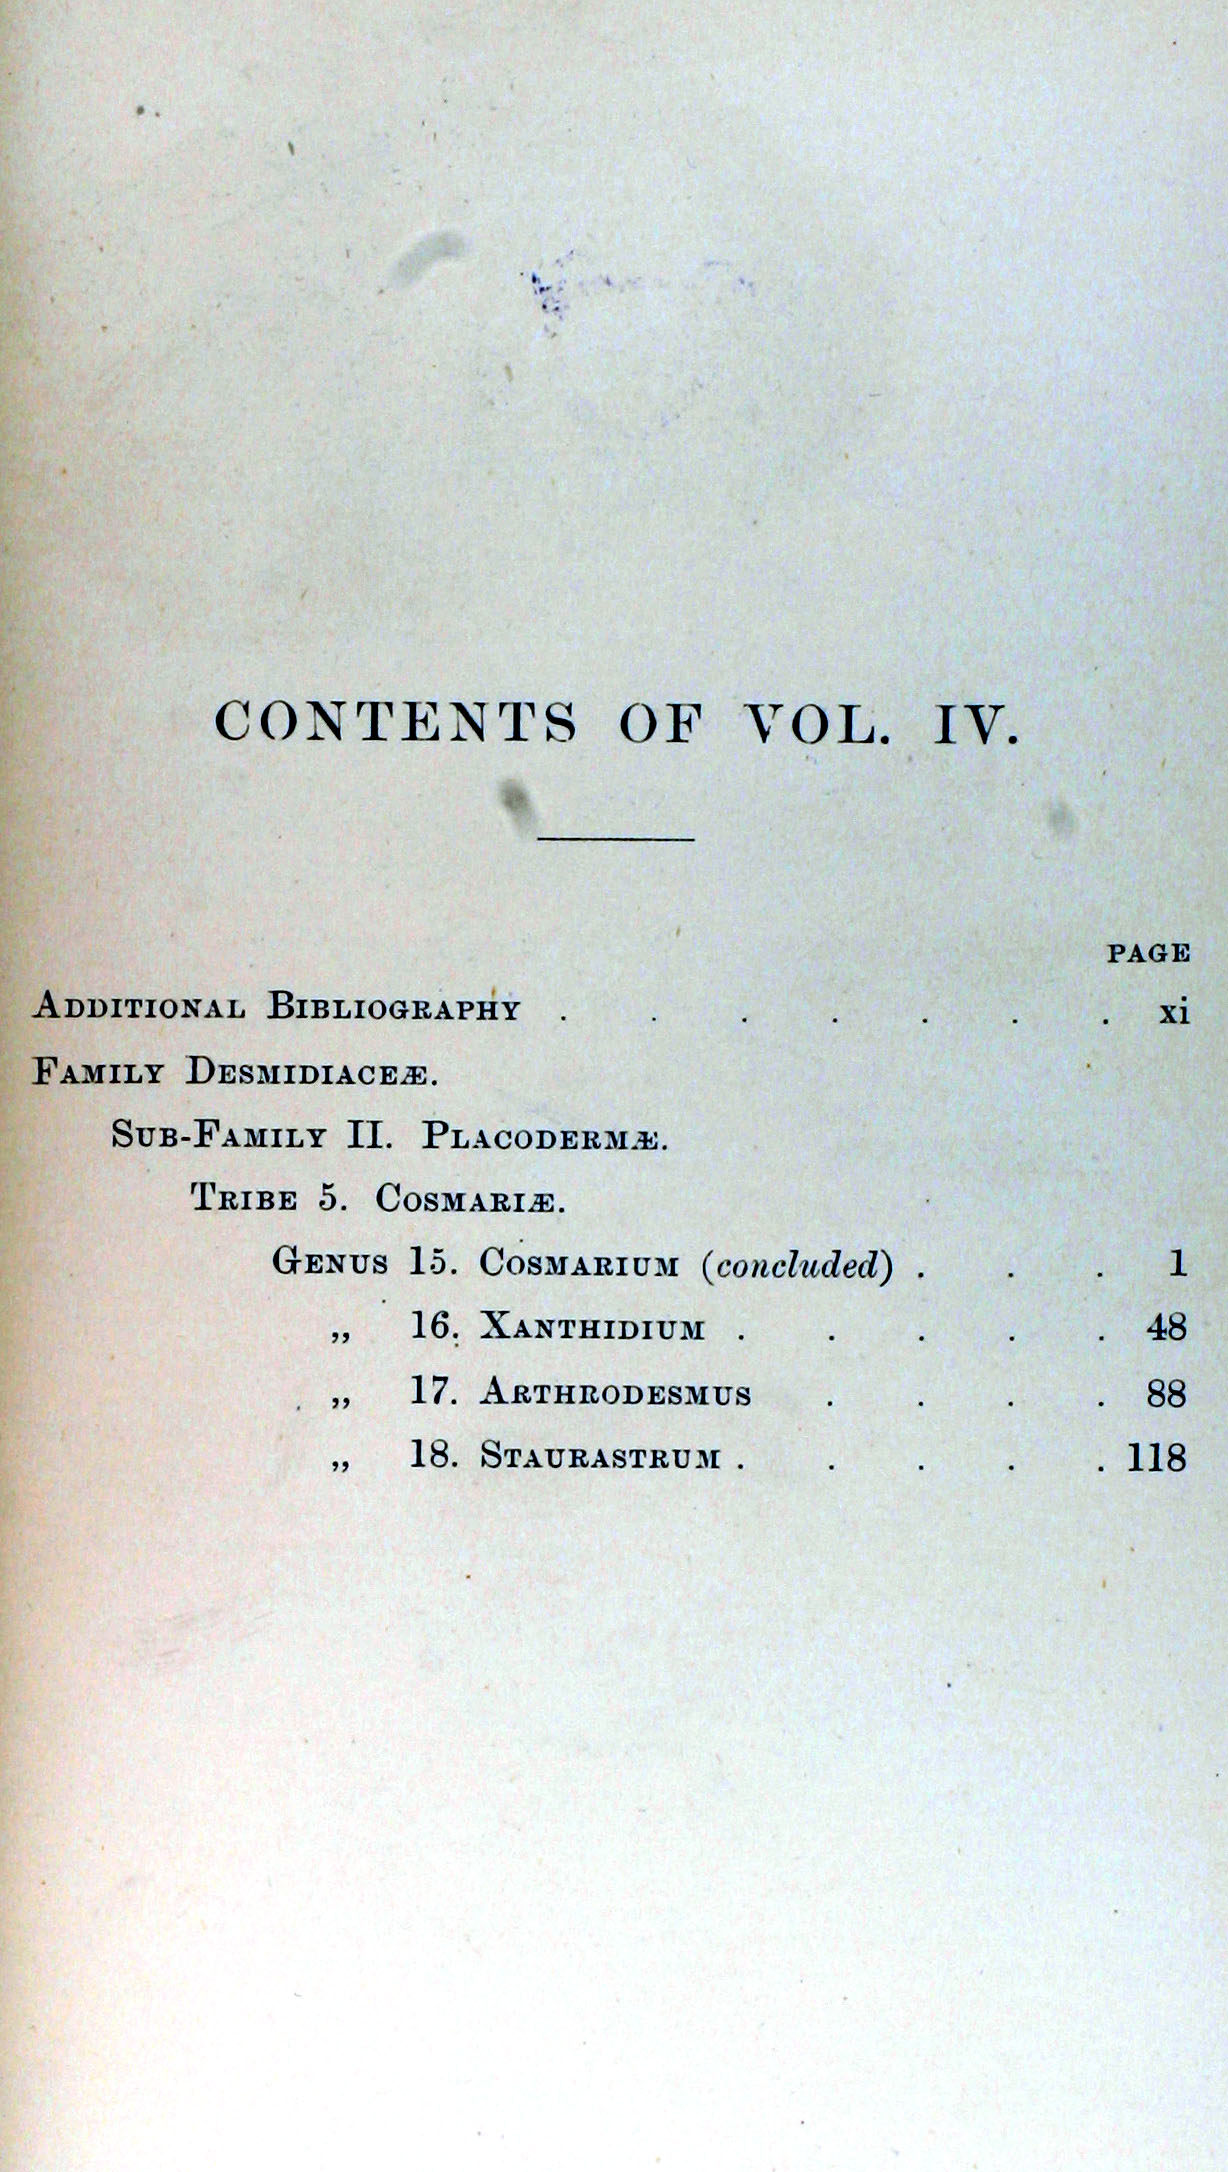 CONTENTS OF VOL. IV.
PAGE
Additional Bibliography . . . . . . . xi
Family Desmidiaceæ.
Sub-Family II. Placodermæ.
Tribe 5. Cosmariæ.
Genus 15. Cosmarium (concluded) . . . 1
„ 16. Xanthidium . . . . . 48
„ 17. Arthrodesmus . . . . 88
„ 18. Staurastrum . . . . . 118